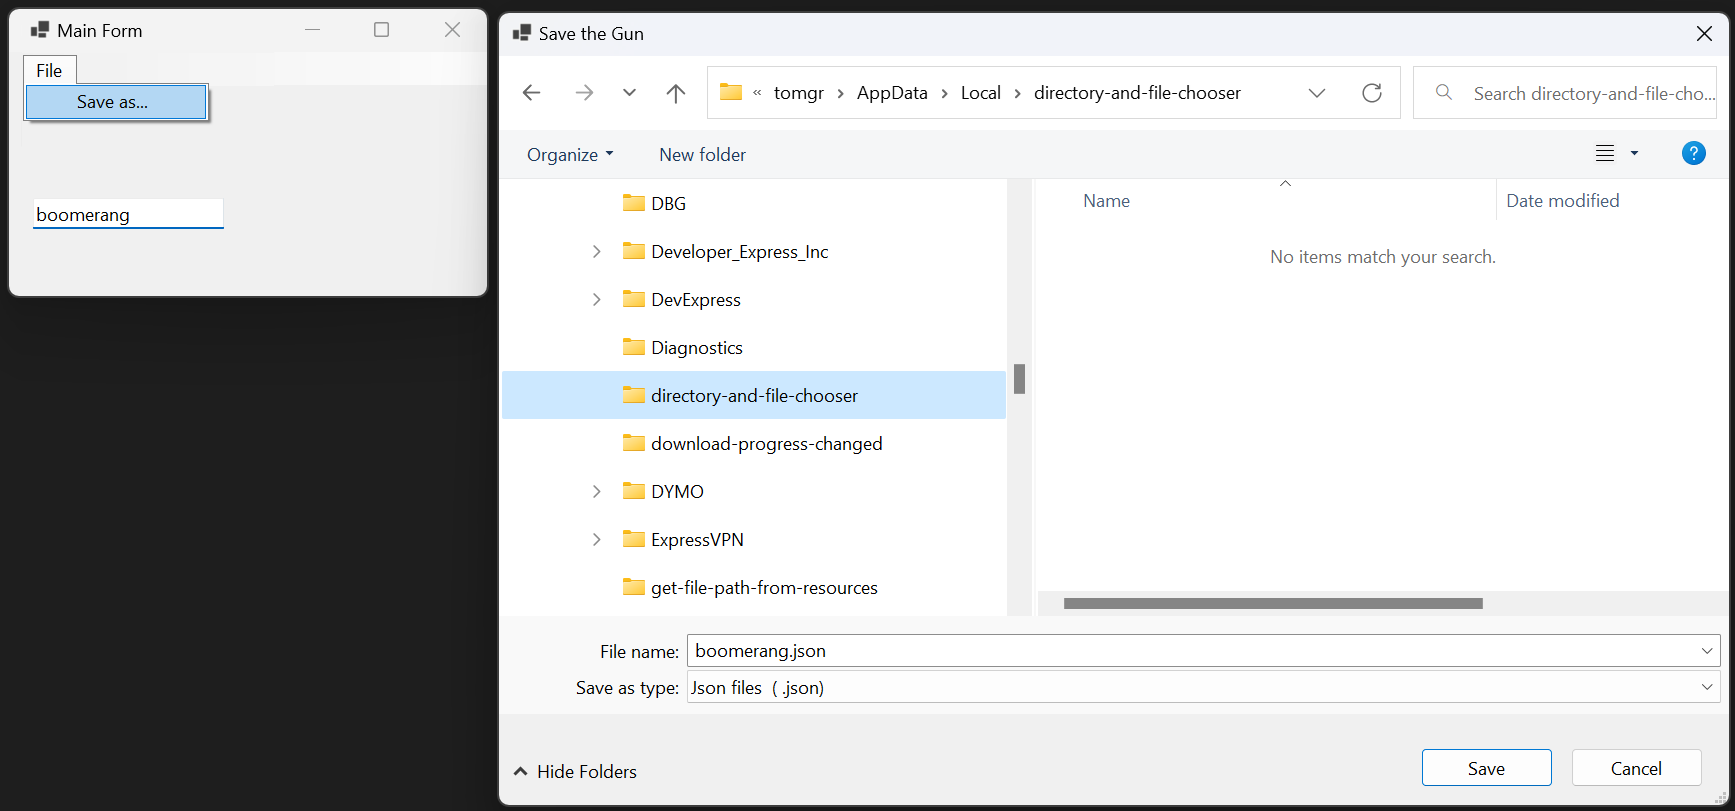 Main Form
File
Save as...
boomerang
Save the Gun
« tomgr > AppData > Local > directory-and-file-chooser
Search directory-and-file-cho...
Organize
New folder
?
DBG
Developer_Express_Inc
DevExpress
Diagnostics
directory-and-file-chooser
download-progress-changed
DYMO
ExpressVPN
get-file-path-from-resources
Name
Date modified
No items match your search.
File name: boomerang.json
Save as type: Json files ( .json)
Hide Folders
Save
Cancel